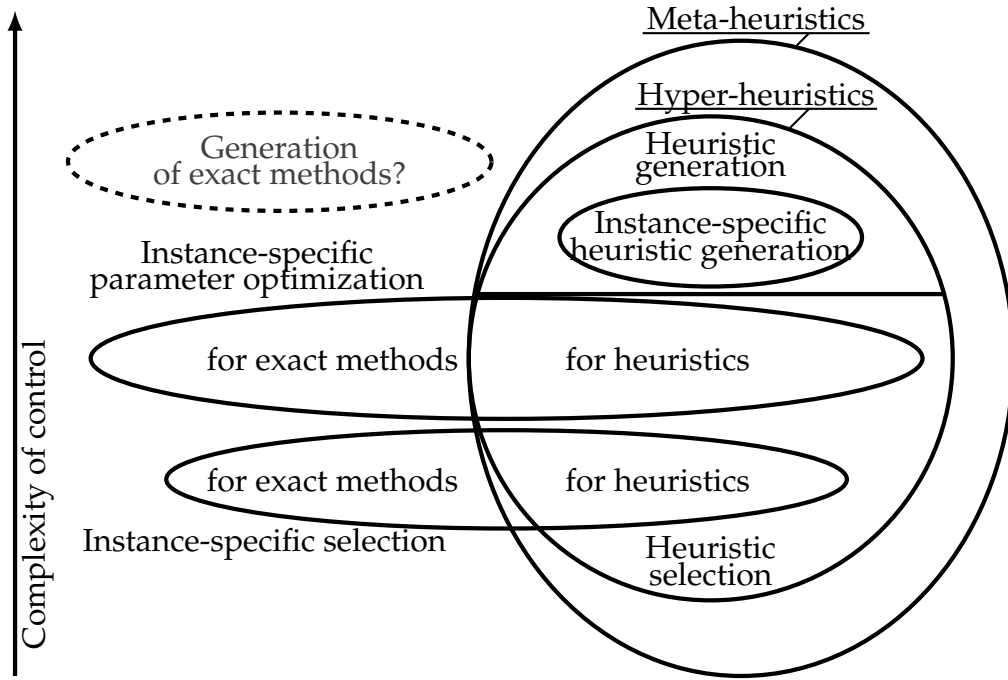 Meta-heuristics
Hyper-heuristics
Heuristic
generation
Generation
of exact methods?
Instance-specific
heuristic generation
Instance-specific
parameter optimization
for exact methods
for heuristics
for exact methods
for heuristics
Instance-specific selection
Heuristic
selection
Complexity of control